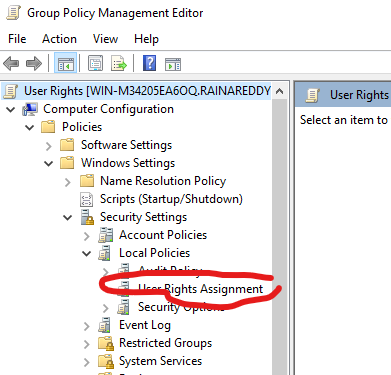 Group Policy Management Editor
File Action View Help
User Rights [WIN-M34205EA6OQ.RAINAREDDY
User Rights
Computer Configuration
Select an item to
Policies
Software Settings
Windows Settings
Name Resolution Policy
Scripts (Startup/Shutdown)
Security Settings
Account Policies
Local Policies
Audit Policy
User Rights Assignment
Security Options
Event Log
Restricted Groups
System Services